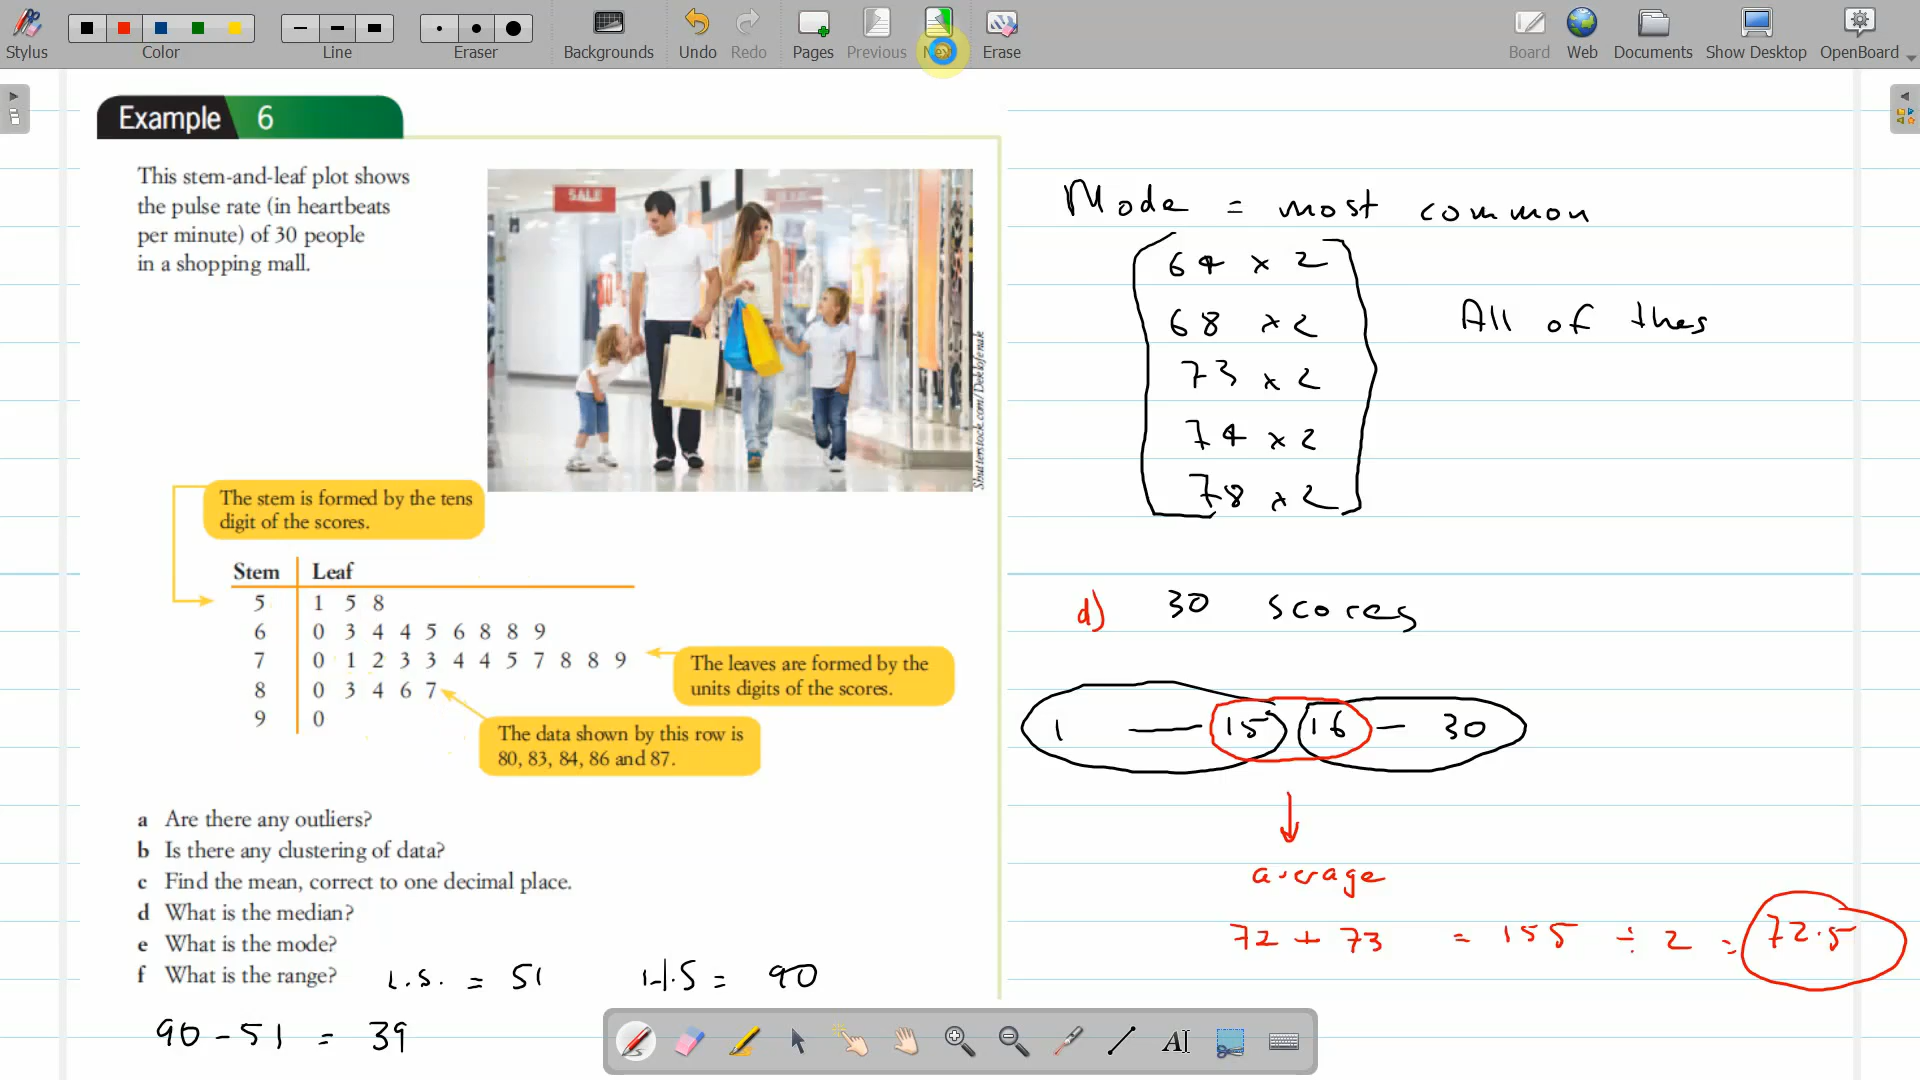 Stylus
Color
Line
Eraser
Backgrounds
Undo
Redo
Pages
Previous
Next
Erase
Board
Web
Documents
Show Desktop
OpenBoard
Example 6
This stem-and-leaf plot shows
the pulse rate (in heartbeats
per minute) of 30 people
in a shopping mall.
SALE
Shutterstock.com/Dekiofenak
The stem is formed by the tens
digit of the scores.
Stem Leaf
5 1 5 8
6 0 3 4 4 5 6 8 8 9
7 0 1 2 3 3 4 4 5 7 8 8 9
8 0 3 4 6 7
9 0
The leaves are formed by the
units digits of the scores.
The data shown by this row is
80, 83, 84, 86 and 87.
a Are there any outliers?
b Is there any clustering of data?
c Find the mean, correct to one decimal place.
d What is the median?
e What is the mode?
f What is the range?
L.S. = 51 H.S = 90
90 - 51 = 39
Mode = most common
64 x 2
68 x 2
73 x 2
74 x 2
78 x 2
All of thes
d) 30 scores
1 — 15 16 – 30
average
72 + 73 = 155 ÷ 2 = 72.5
AI